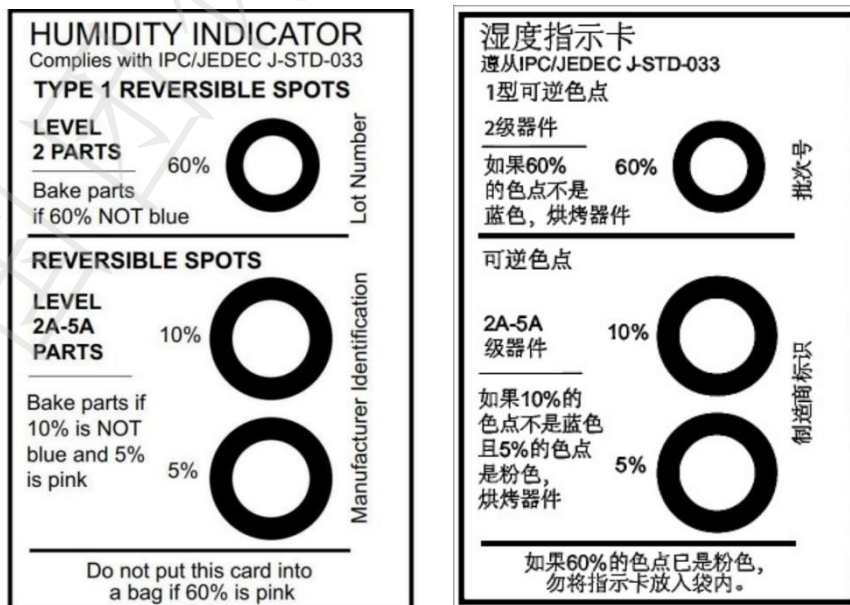 HUMIDITY INDICATOR
Complies with IPC/JEDEC J-STD-033
TYPE 1 REVERSIBLE SPOTS
LEVEL
2 PARTS
60%
Bake parts
if 60% NOT blue
Lot Number
REVERSIBLE SPOTS
LEVEL
2A-5A
PARTS
10%
Bake parts if
10% is NOT
blue and 5%
is pink
5%
Manufacturer Identification
Do not put this card into
a bag if 60% is pink
湿度指示卡
遵从IPC/JEDEC J-STD-033
1型可逆色点
2级器件
如果60%
的色点不是
蓝色，烘烤器件
60%
批次号
可逆色点
2A-5A
级器件
10%
如果10%的
色点不是蓝色
且5%的色点
是粉色，
烘烤器件
5%
制造商标识
如果60%的色点已是粉色，
勿将指示卡放入袋内。